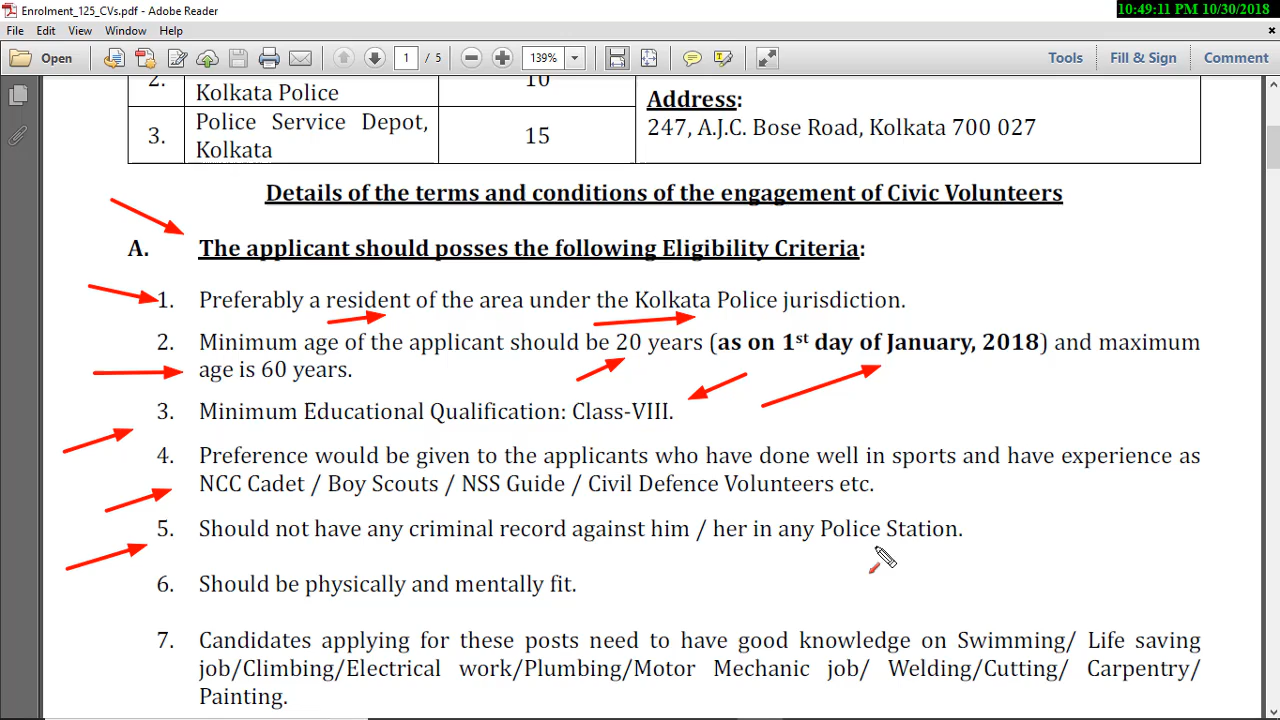 Enrolment_125_CVs.pdf - Adobe Reader
10:49:11 PM 10/30/2018
File Edit View Window Help
Open 1 / 5 139% Tools Fill & Sign Comment
2. Kolkata Police 10
3. Police Service Depot, Kolkata 15
Address:
247, A.J.C. Bose Road, Kolkata 700 027
Details of the terms and conditions of the engagement of Civic Volunteers
A. The applicant should posses the following Eligibility Criteria:
1. Preferably a resident of the area under the Kolkata Police jurisdiction.
2. Minimum age of the applicant should be 20 years (as on 1st day of January, 2018) and maximum
age is 60 years.
3. Minimum Educational Qualification: Class-VIII.
4. Preference would be given to the applicants who have done well in sports and have experience as
NCC Cadet / Boy Scouts / NSS Guide / Civil Defence Volunteers etc.
5. Should not have any criminal record against him / her in any Police Station.
6. Should be physically and mentally fit.
7. Candidates applying for these posts need to have good knowledge on Swimming/ Life saving
job/Climbing/Electrical work/Plumbing/Motor Mechanic job/ Welding/Cutting/ Carpentry/
Painting.